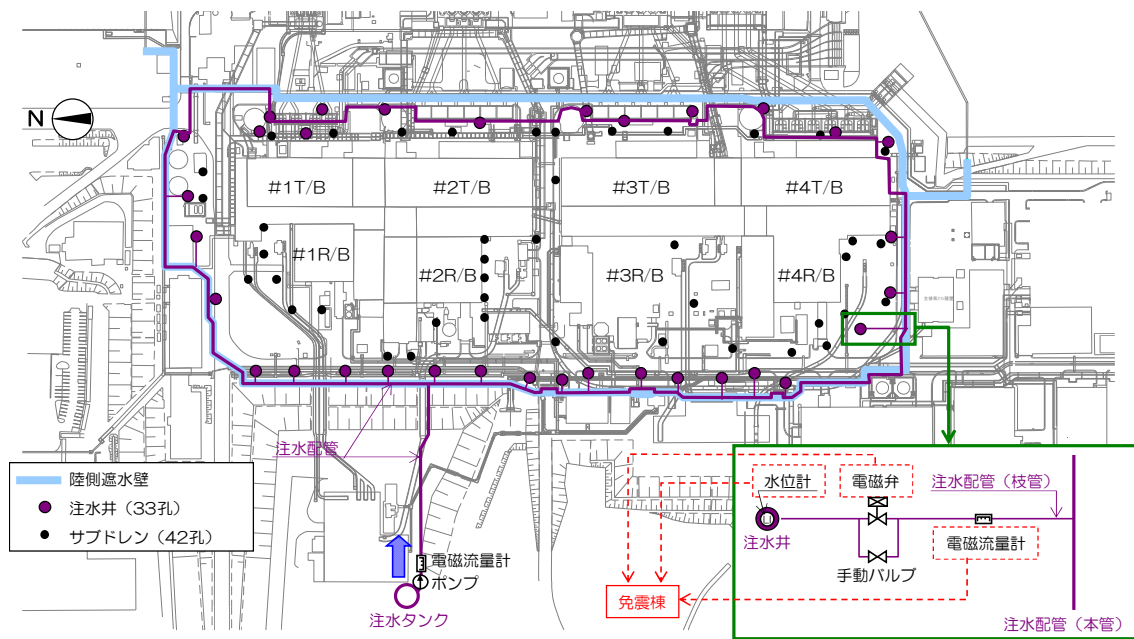 N
#1T/B
#2T/B
#3T/B
#4T/B
#1R/B
#2R/B
#3R/B
#4R/B
注水配管
陸側遮水壁
注水井（33孔）
サブドレン（42孔）
電磁流量計
ポンプ
注水タンク
水位計
電磁弁
注水配管（枝管）
注水井
電磁流量計
手動バルブ
免震棟
注水配管（本管）